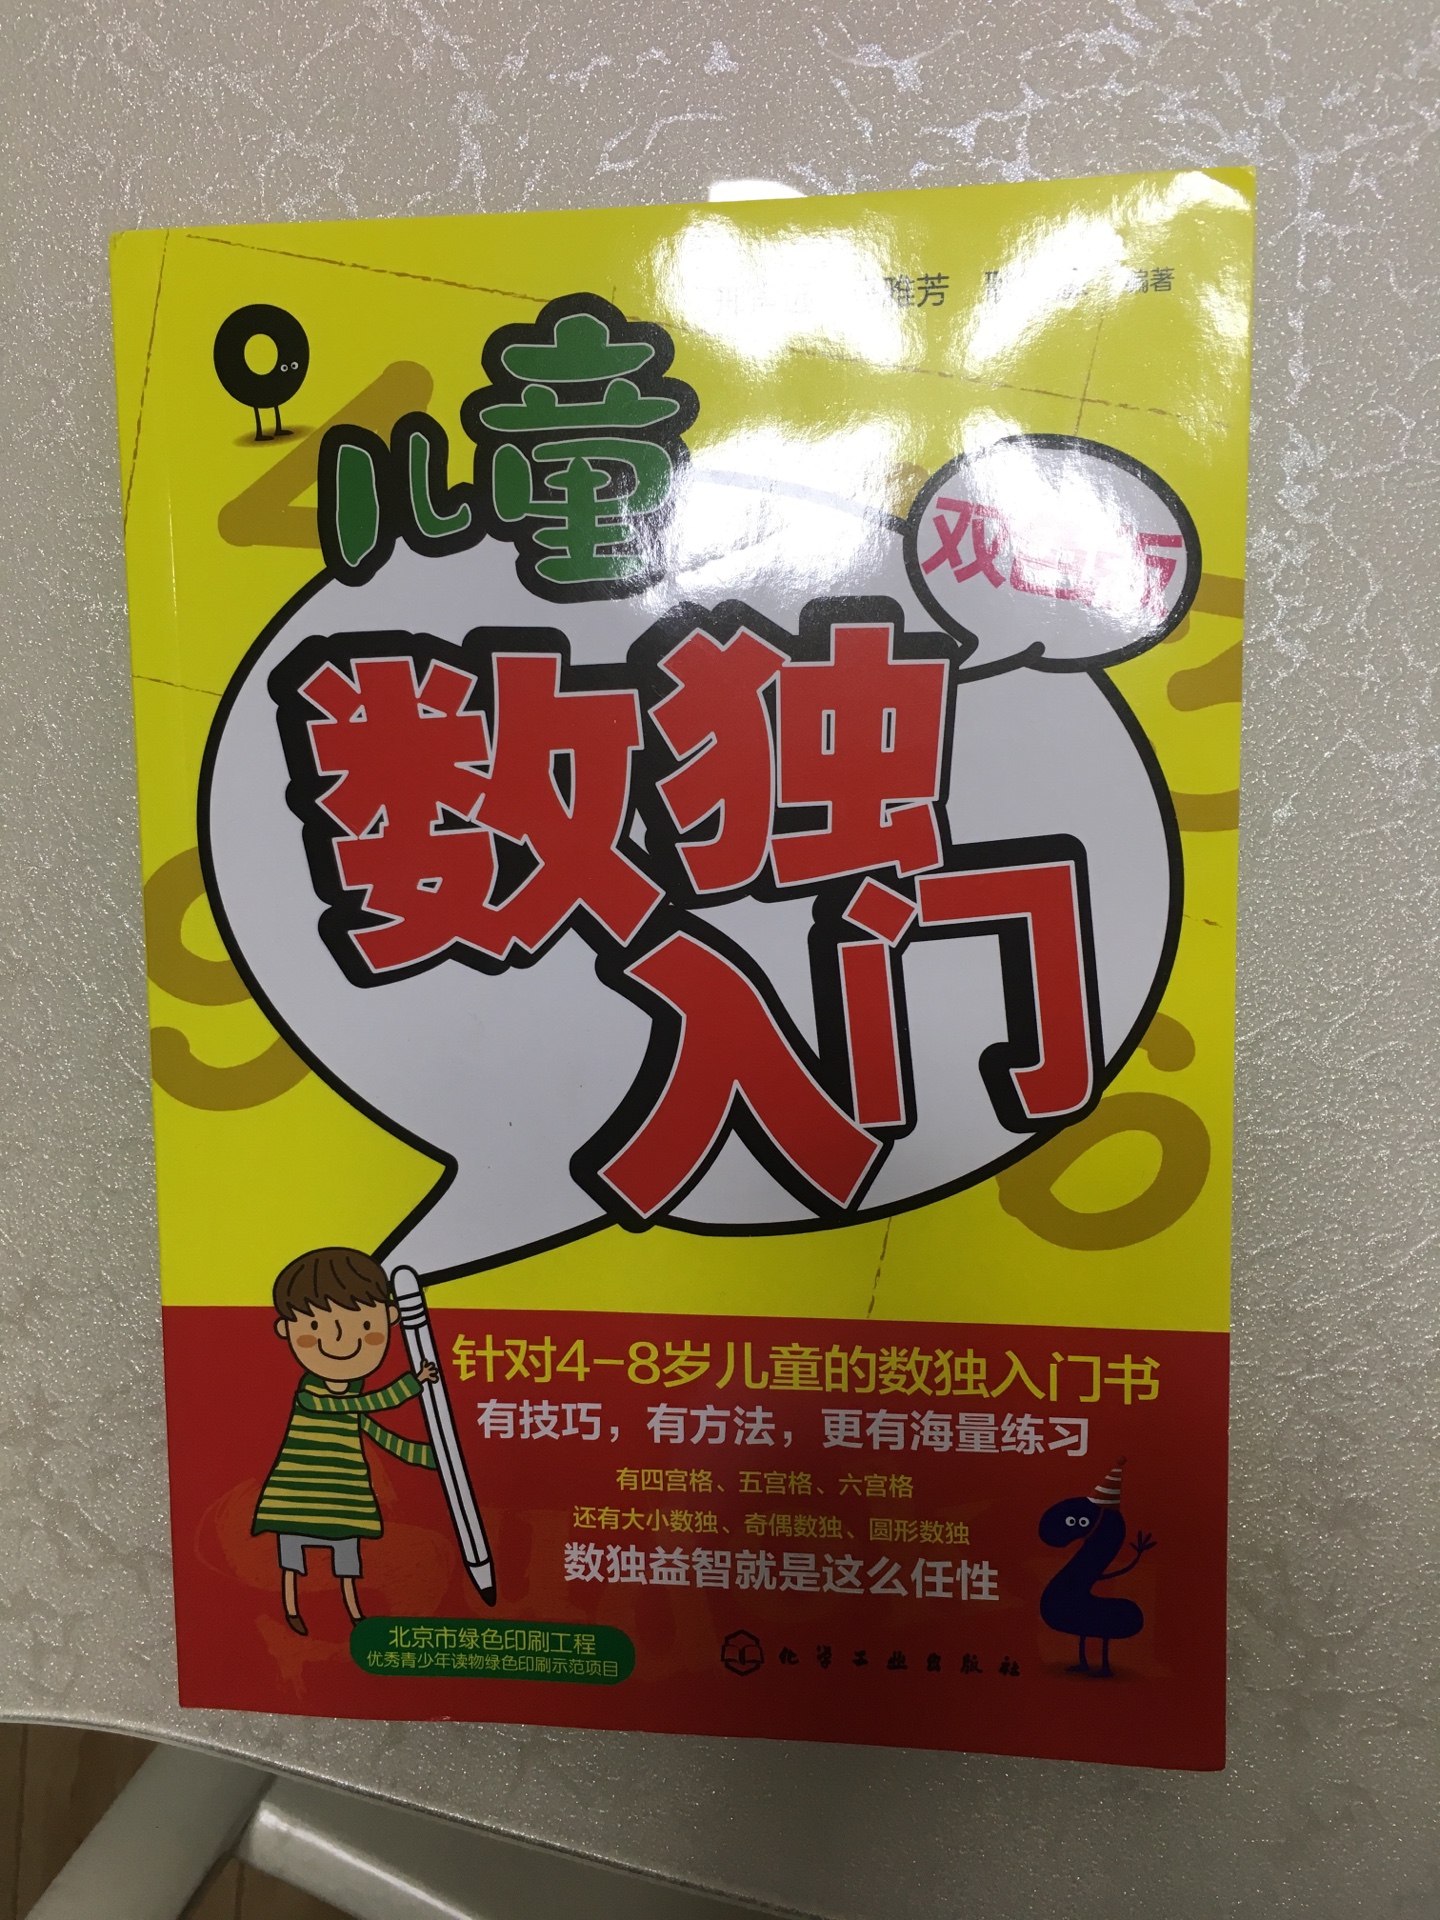 雅芳 编著
儿童
双色版
数独
入门
针对4-8岁儿童的数独入门书
有技巧，有方法，更有海量练习
有四宫格、五宫格、六宫格
还有大小数独、奇偶数独、圆形数独
数独益智就是这么任性
北京市绿色印刷工程
优秀青少年读物绿色印刷示范项目
化学工业出版社